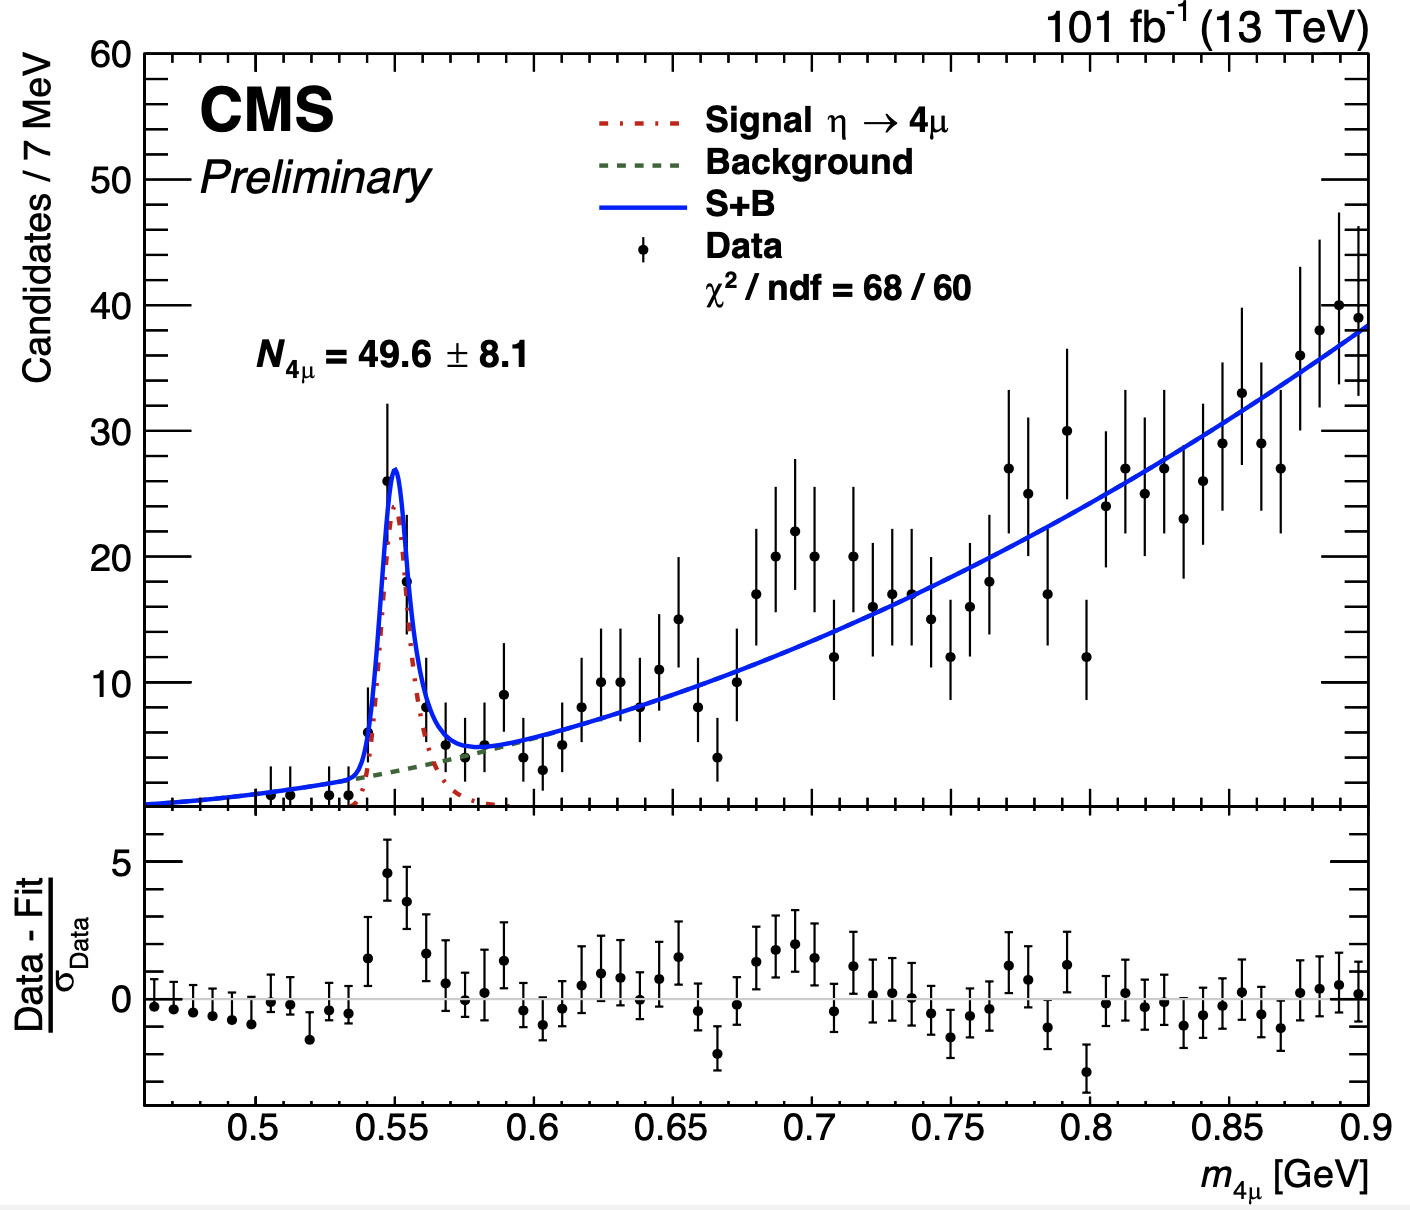 101 fb-1 (13 TeV)
Candidates / 7 MeV
60
50
40
30
20
10
CMS
Preliminary
Signal η → 4μ
Background
S+B
Data
χ2 / ndf = 68 / 60
N4μ = 49.6 ± 8.1
Data - Fit
σData
5
0
0.5 0.55 0.6 0.65 0.7 0.75 0.8 0.85 0.9
m4μ [GeV]